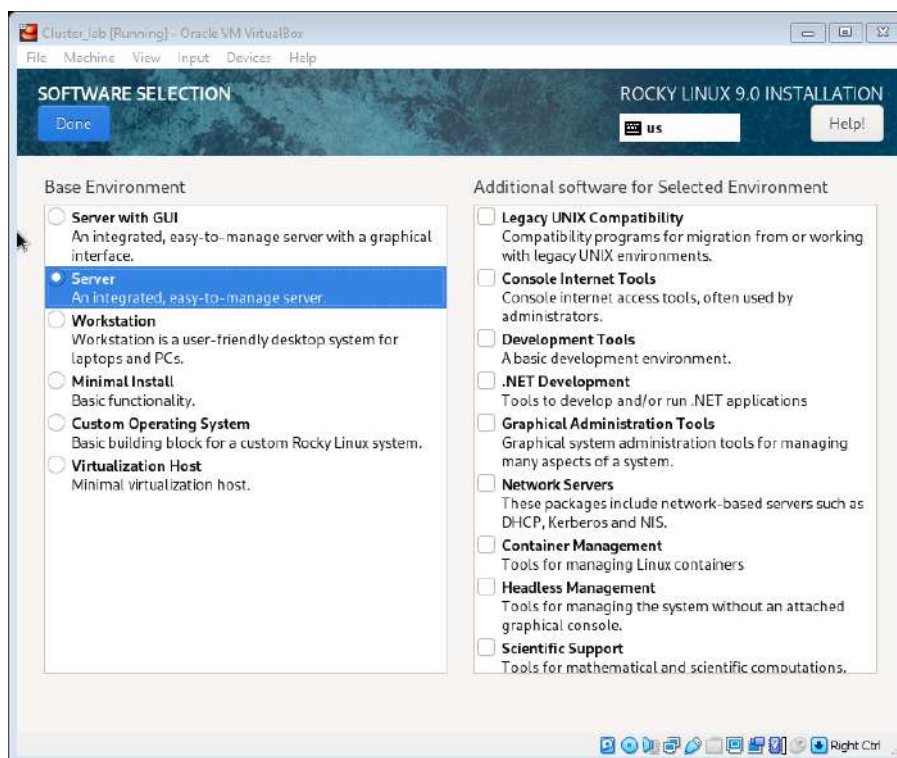 Cluster_lab [Running] - Oracle VM VirtualBox
File Machine View Input Devices Help
SOFTWARE SELECTION
ROCKY LINUX 9.0 INSTALLATION
Done
us
Help!
Base Environment
Server with GUI
An integrated, easy-to-manage server with a graphical
interface.
Server
An integrated, easy-to-manage server.
Workstation
Workstation is a user-friendly desktop system for
laptops and PCs.
Minimal Install
Basic functionality.
Custom Operating System
Basic building block for a custom Rocky Linux system.
Virtualization Host
Minimal virtualization host.
Additional software for Selected Environment
Legacy UNIX Compatibility
Compatibility programs for migration from or working
with legacy UNIX environments.
Console Internet Tools
Console internet access tools, often used by
administrators.
Development Tools
A basic development environment.
.NET Development
Tools to develop and/or run .NET applications
Graphical Administration Tools
Graphical system administration tools for managing
many aspects of a system.
Network Servers
These packages include network-based servers such as
DHCP, Kerberos and NIS.
Container Management
Tools for managing Linux containers
Headless Management
Tools for managing the system without an attached
graphical console.
Scientific Support
Tools for mathematical and scientific computations.
Right Ctrl